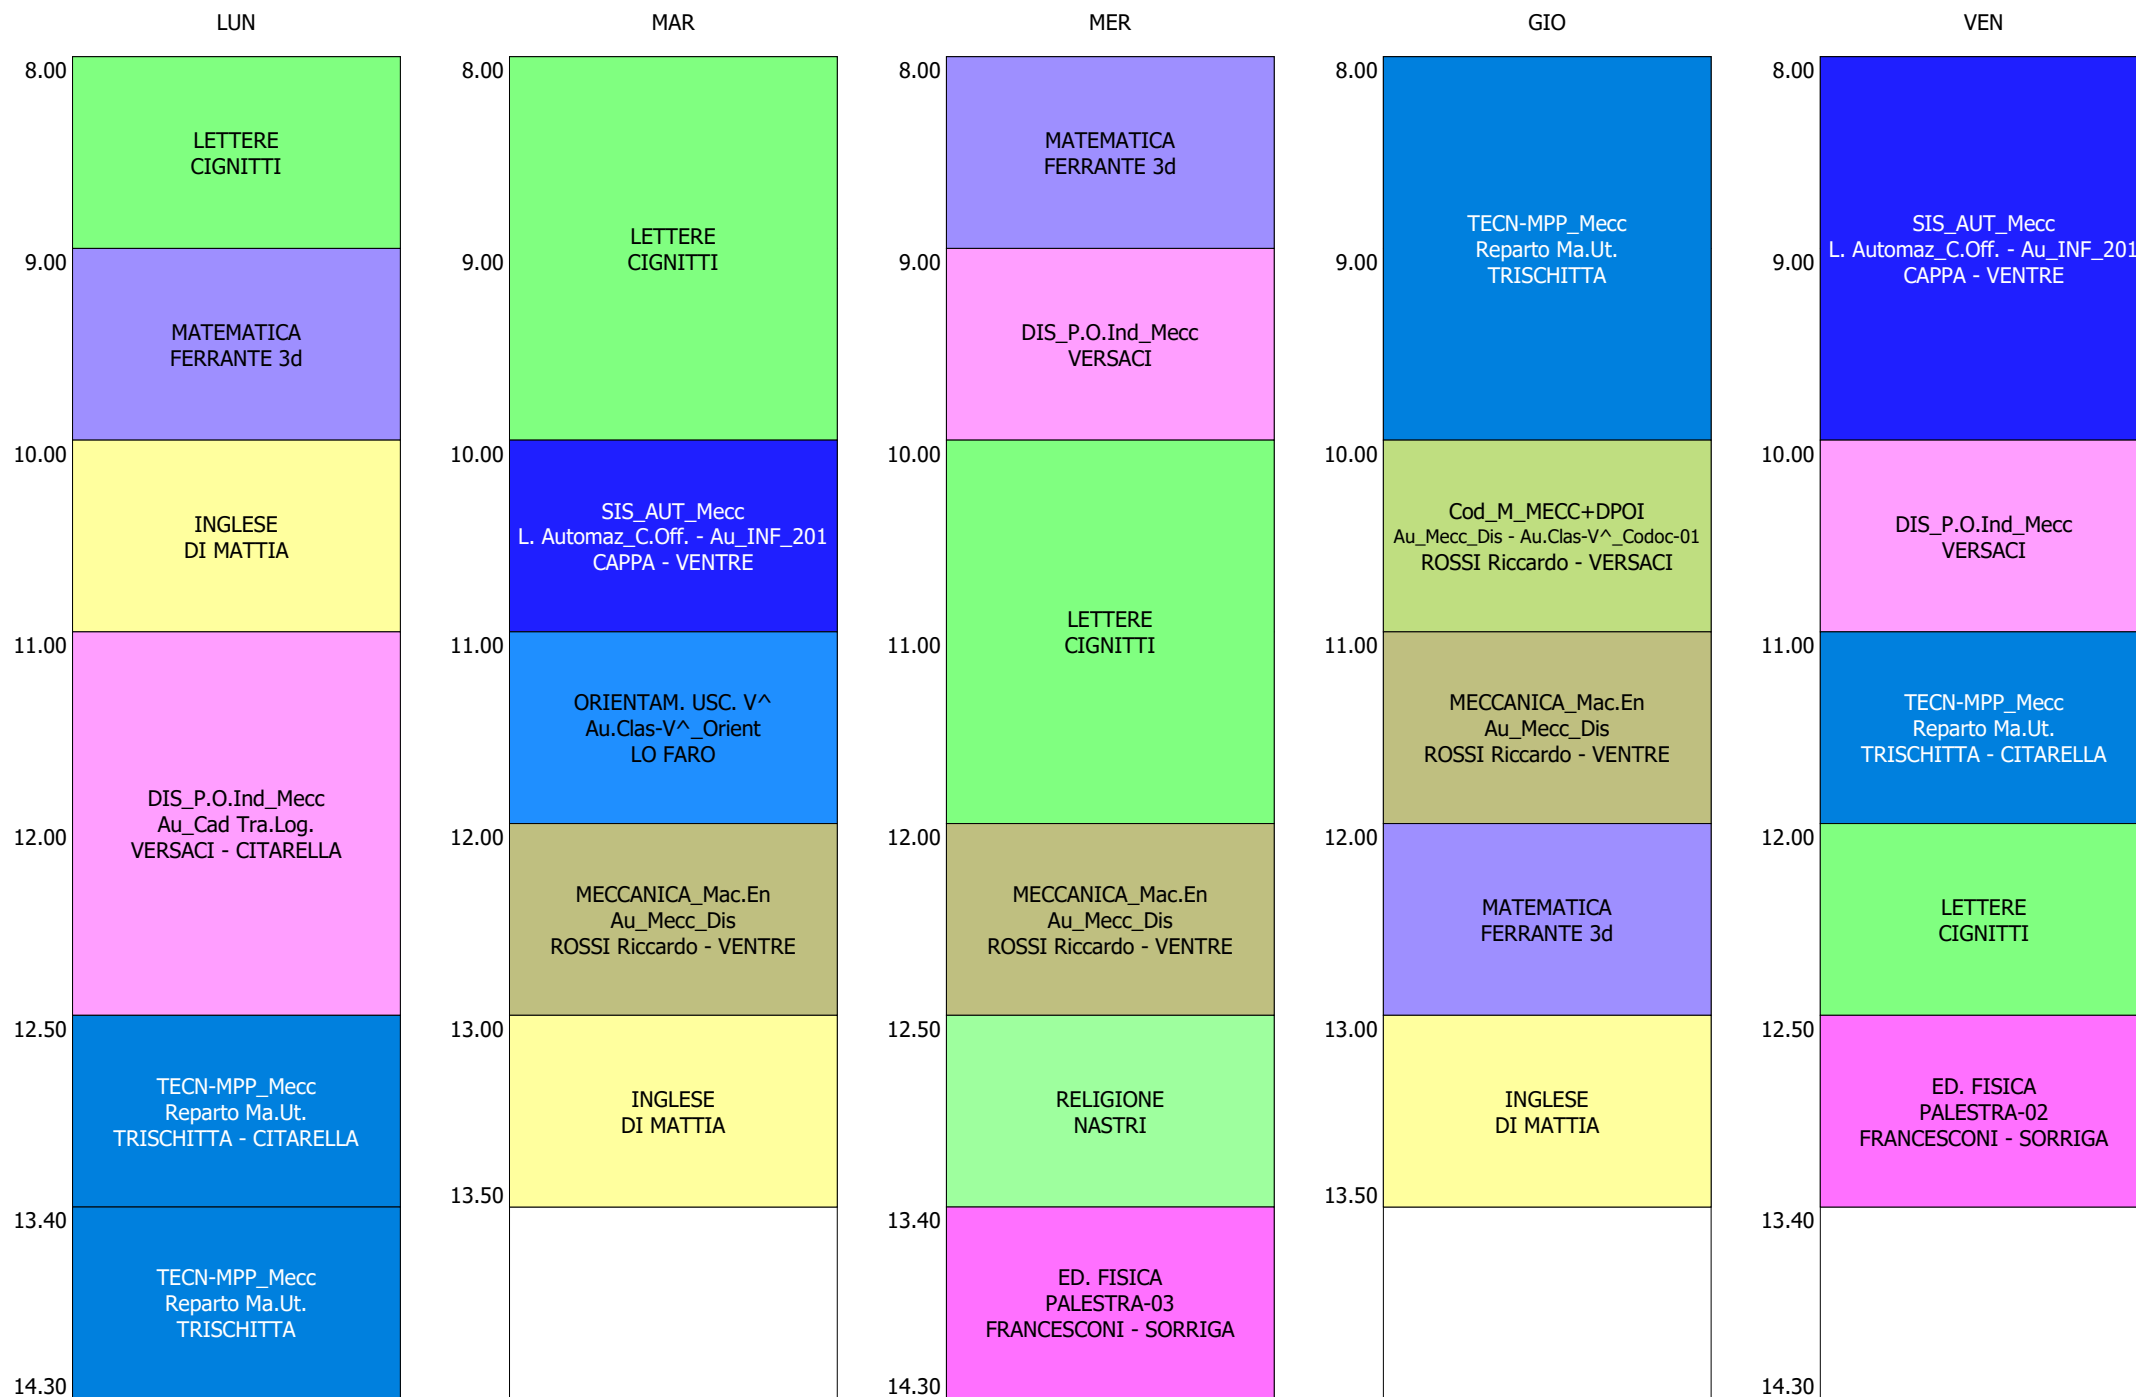 LUN
8.00
LETTERE
CIGNITTI
9.00
MATEMATICA
FERRANTE 3d
10.00
INGLESE
DI MATTIA
11.00
DIS_P.O.Ind_Mecc
Au_Cad Tra.Log.
12.00
VERSACI - CITARELLA
12.50
TECN-MPP_Mecc
Reparto Ma.Ut.
TRISCHITTA - CITARELLA
13.40
TECN-MPP_Mecc
Reparto Ma.Ut.
TRISCHITTA
14.30
MAR
8.00
LETTERE
9.00
CIGNITTI
10.00
SIS_AUT_Mecc
L. Automaz_C.Off. - Au_INF_201
CAPPA - VENTRE
11.00
ORIENTAM. USC. V^
Au.Clas-V^_Orient
LO FARO
12.00
MECCANICA_Mac.En
Au_Mecc_Dis
ROSSI Riccardo - VENTRE
13.00
INGLESE
DI MATTIA
13.50
MER
8.00
MATEMATICA
FERRANTE 3d
9.00
DIS_P.O.Ind_Mecc
VERSACI
10.00
LETTERE
11.00
CIGNITTI
12.00
MECCANICA_Mac.En
Au_Mecc_Dis
ROSSI Riccardo - VENTRE
12.50
RELIGIONE
NASTRI
13.40
ED. FISICA
PALESTRA-03
FRANCESCONI - SORRIGA
14.30
GIO
8.00
TECN-MPP_Mecc
Reparto Ma.Ut.
9.00
TRISCHITTA
10.00
Cod_M_MECC+DPOI
Au_Mecc_Dis - Au.Clas-V^_Codoc-01
ROSSI Riccardo - VERSACI
11.00
MECCANICA_Mac.En
Au_Mecc_Dis
ROSSI Riccardo - VENTRE
12.00
MATEMATICA
FERRANTE 3d
13.00
INGLESE
DI MATTIA
13.50
VEN
8.00
SIS_AUT_Mecc
L. Automaz_C.Off. - Au_INF_201
9.00
CAPPA - VENTRE
10.00
DIS_P.O.Ind_Mecc
VERSACI
11.00
TECN-MPP_Mecc
Reparto Ma.Ut.
TRISCHITTA - CITARELLA
12.00
LETTERE
CIGNITTI
12.50
ED. FISICA
PALESTRA-02
FRANCESCONI - SORRIGA
13.40
14.30